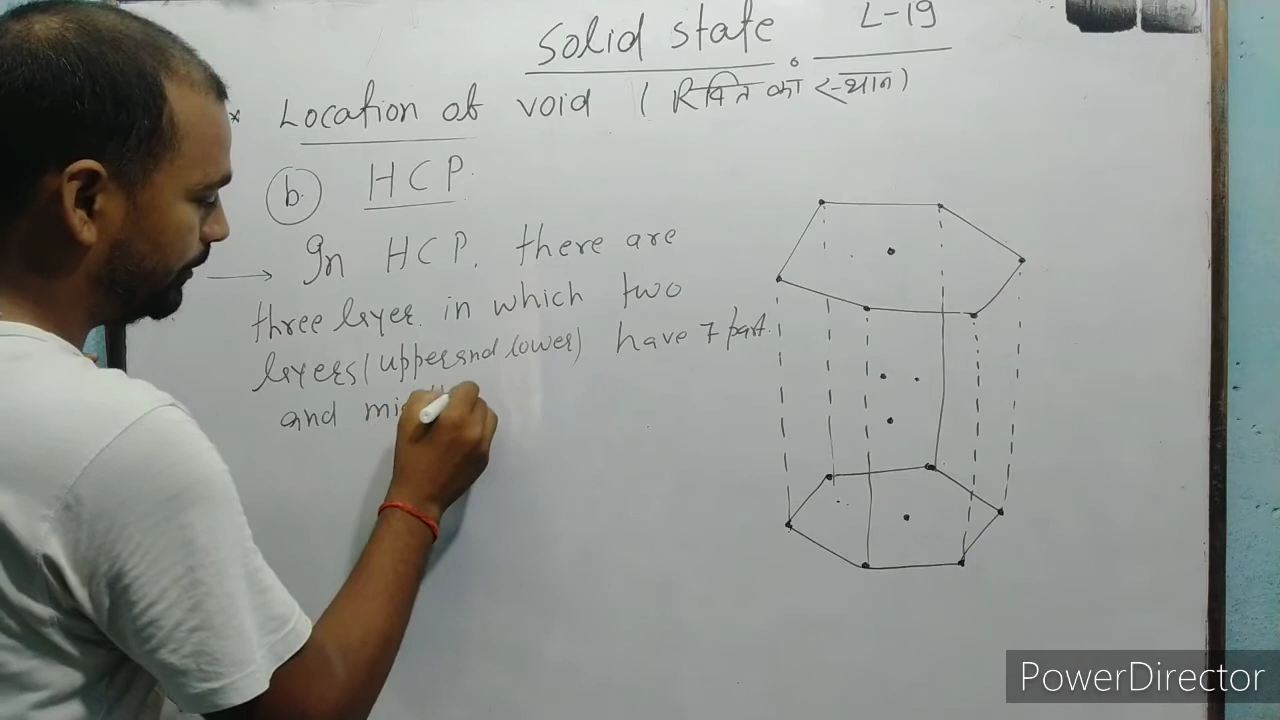 Solid state L-19
* Location of void (रिक्ति का स्थान)
(b) HCP.
→ In HCP. there are
three layer. in which two
layers (upper and lower) have 7 part.
and mi
PowerDirector